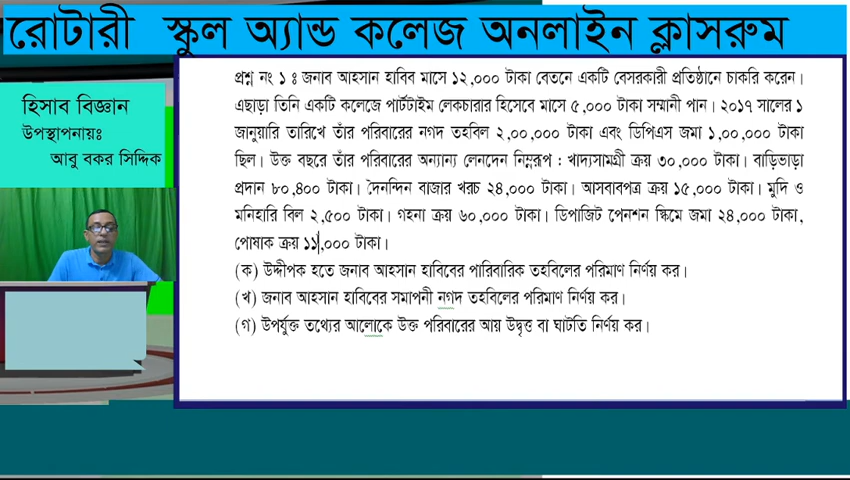 রোটারী স্কুল অ্যান্ড কলেজ অনলাইন ক্লাসরুম
হিসাব বিজ্ঞান
উপস্থাপনায়ঃ
আবু বকর সিদ্দিক
প্রশ্ন নং ১ ঃ জনাব আহসান হাবিব মাসে ১২,০০০ টাকা বেতনে একটি বেসরকারী প্রতিষ্ঠানে চাকরি করেন।
এছাড়া তিনি একটি কলেজে পার্টটাইম লেকচারার হিসেবে মাসে ৫,০০০ টাকা সম্মানী পান। ২০১৭ সালের ১
জানুয়ারি তারিখে তাঁর পরিবারের নগদ তহবিল ২,০০,০০০ টাকা এবং ডিপিএস জমা ১,০০,০০০ টাকা
ছিল। উক্ত বছরে তাঁর পরিবারের অন্যান্য লেনদেন নিম্নরূপ : খাদ্যসামগ্রী ক্রয় ৩০,০০০ টাকা। বাড়িভাড়া
প্রদান ৮০,৪০০ টাকা। দৈনন্দিন বাজার খরচ ২৪,০০০ টাকা। আসবাবপত্র ক্রয় ১৫,০০০ টাকা। মুদি ও
মনিহারি বিল ২,৫০০ টাকা। গহনা ক্রয় ৬০,০০০ টাকা। ডিপাজিট পেনশন স্কিমে জমা ২৪,০০০ টাকা,
পোষাক ক্রয় ১১,০০০ টাকা।
(ক) উদ্দীপক হতে জনাব আহসান হাবিবের পারিবারিক তহবিলের পরিমাণ নির্ণয় কর।
(খ) জনাব আহসান হাবিবের সমাপনী নগদ তহবিলের পরিমান নির্ণয় কর।
(গ) উপর্যুক্ত তথ্যের আলোকে উক্ত পরিবারের আয় উদ্বৃত্ত বা ঘাটতি নির্ণয় কর।